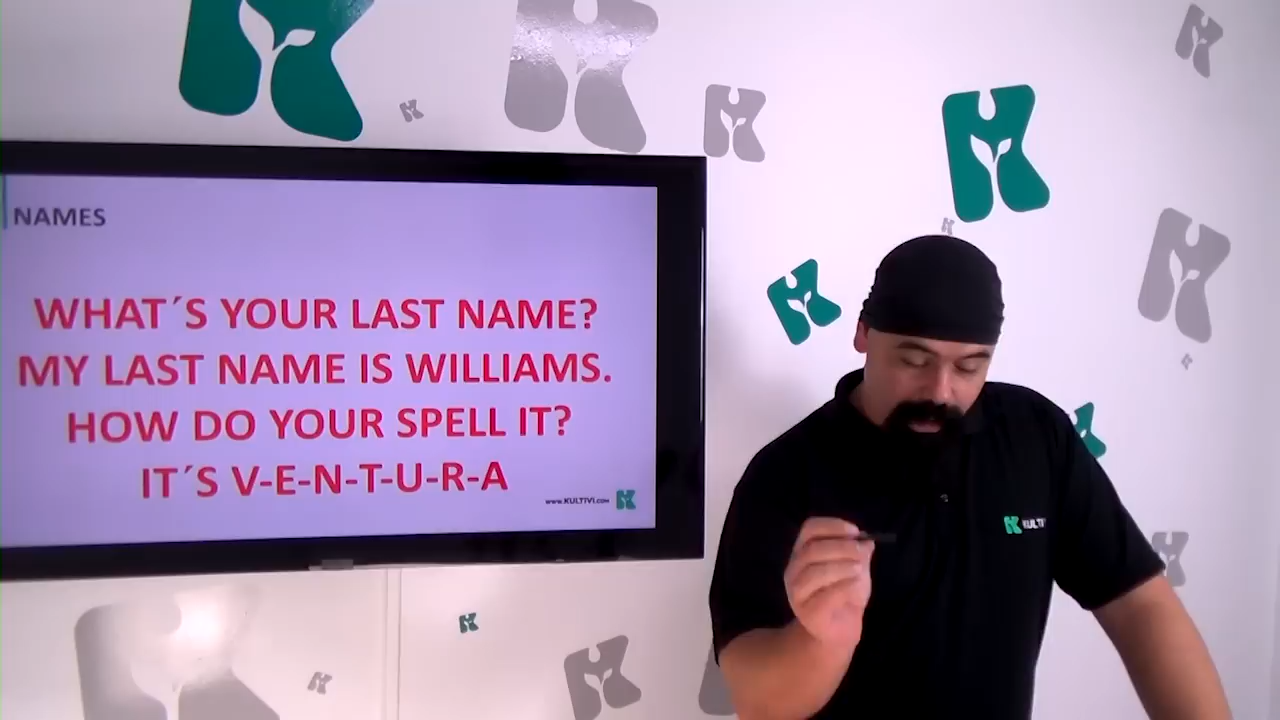 NAMES
WHAT´S YOUR LAST NAME?
MY LAST NAME IS WILLIAMS.
HOW DO YOUR SPELL IT?
IT´S V-E-N-T-U-R-A
www.KULTIVI.com
KULTIVI